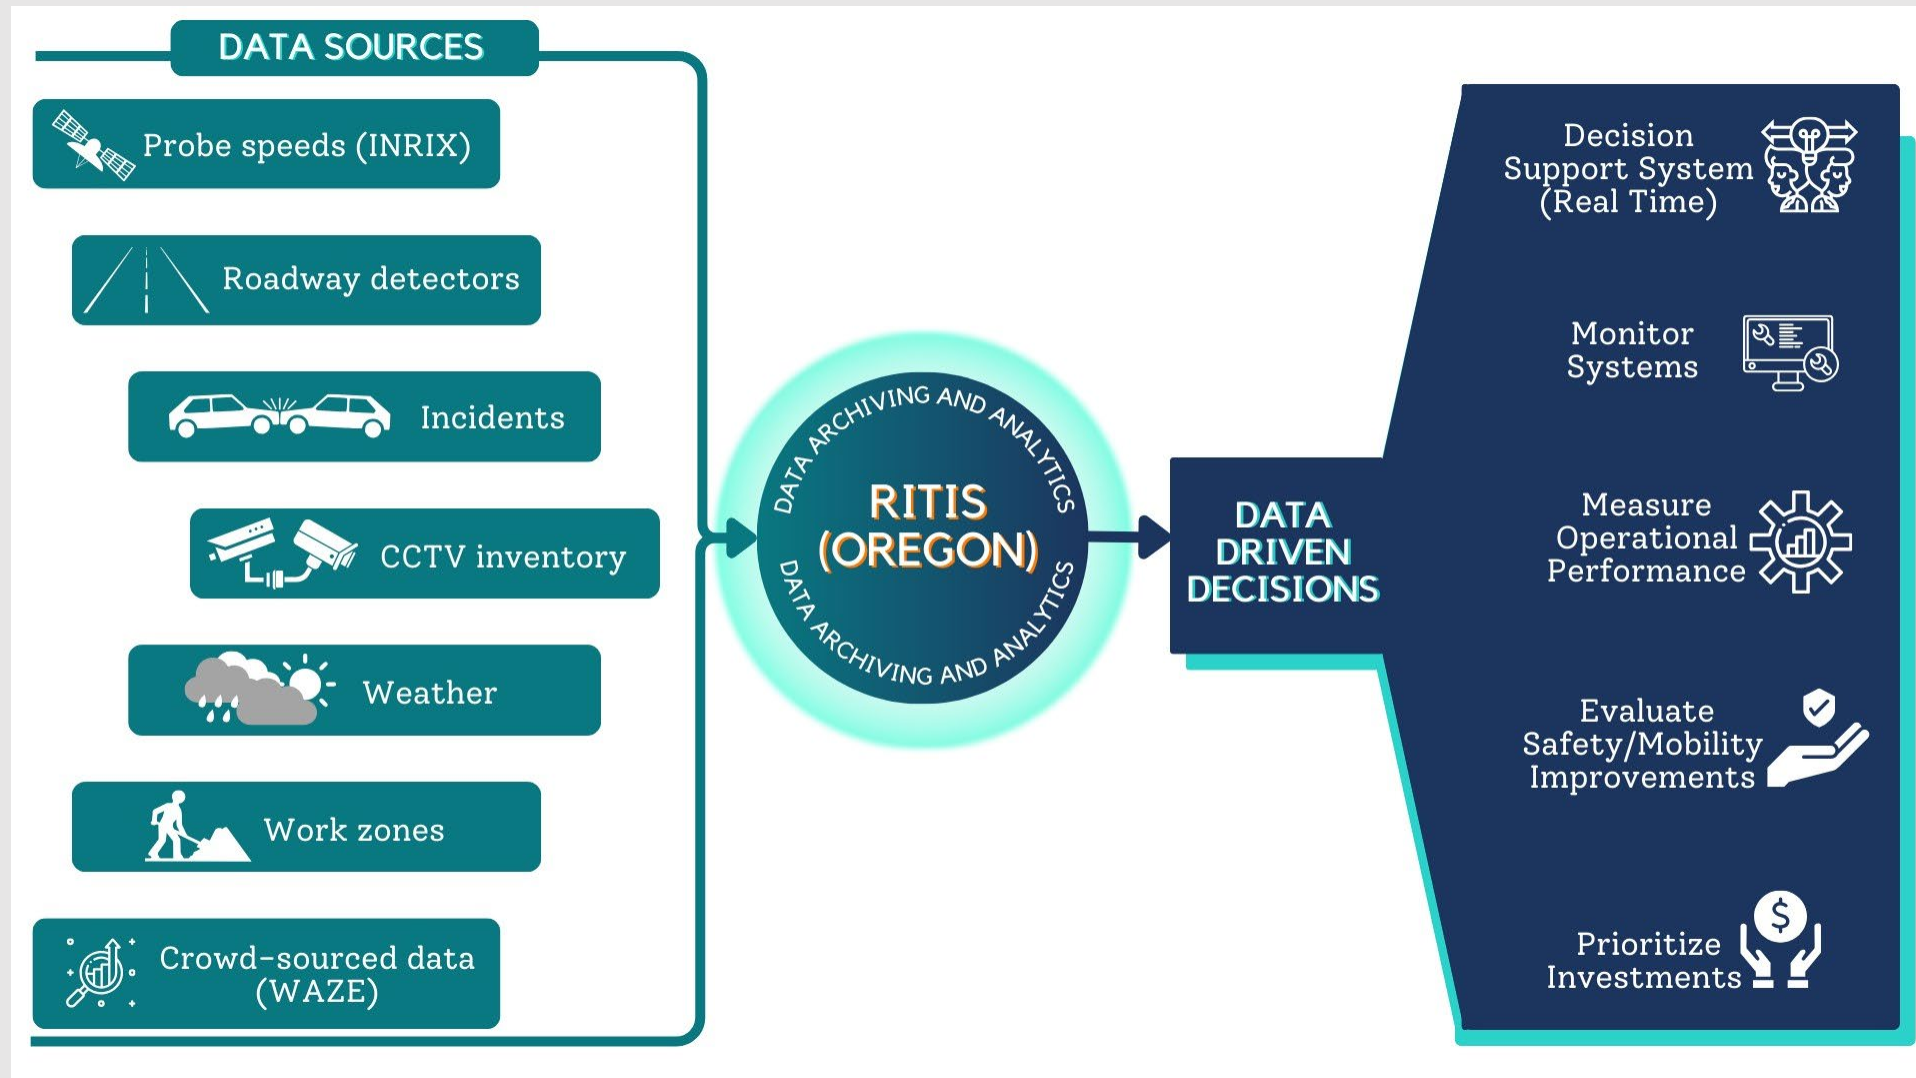 DATA SOURCES
Probe speeds (INRIX)
Roadway detectors
Incidents
CCTV inventory
Weather
Work zones
Crowd-sourced data
(WAZE)
DATA ARCHIVING AND ANALYTICS
RITIS
(OREGON)
DATA ARCHIVING AND ANALYTICS
DATA
DRIVEN
DECISIONS
Decision
Support System
(Real Time)
Monitor
Systems
Measure
Operational
Performance
Evaluate
Safety/Mobility
Improvements
$
Prioritize
Investments